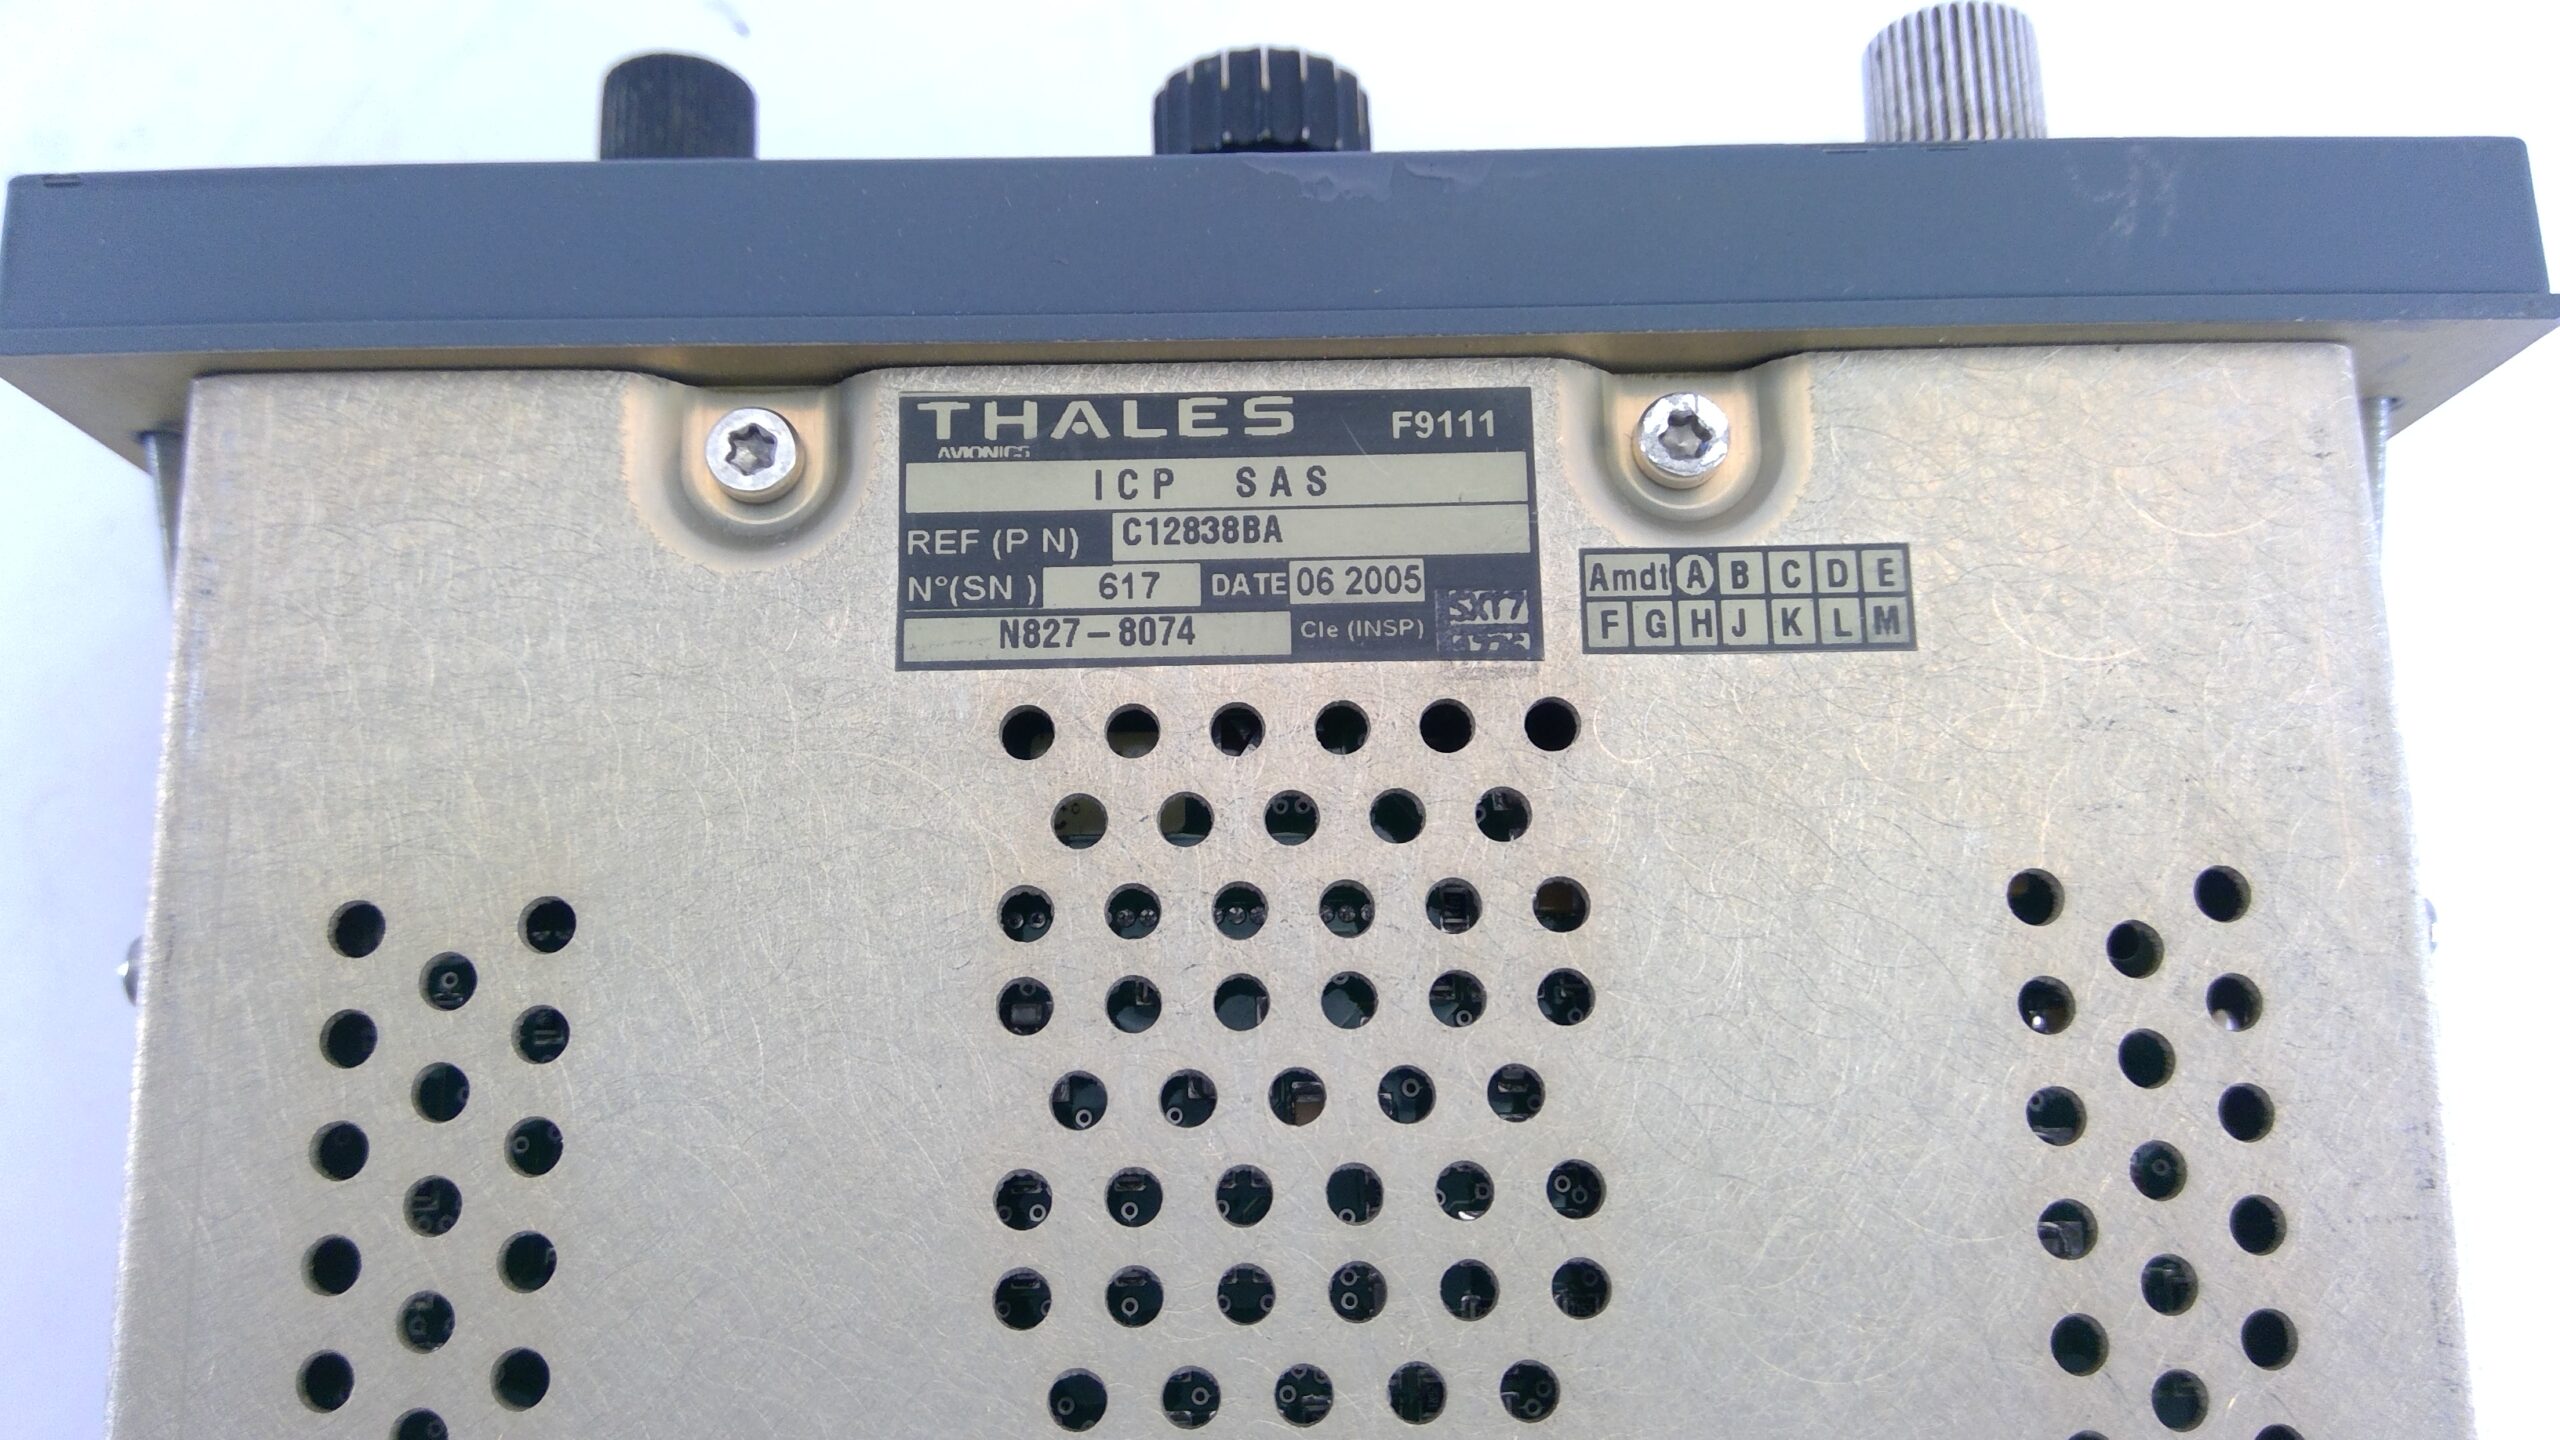 THALES F9111
AVIONICS
ICP SAS
REF (P N) C12838BA
N°(SN ) 617 DATE 06 2005
N827-8074 Cle (INSP)
Amdt A B C D E
F G H J K L M